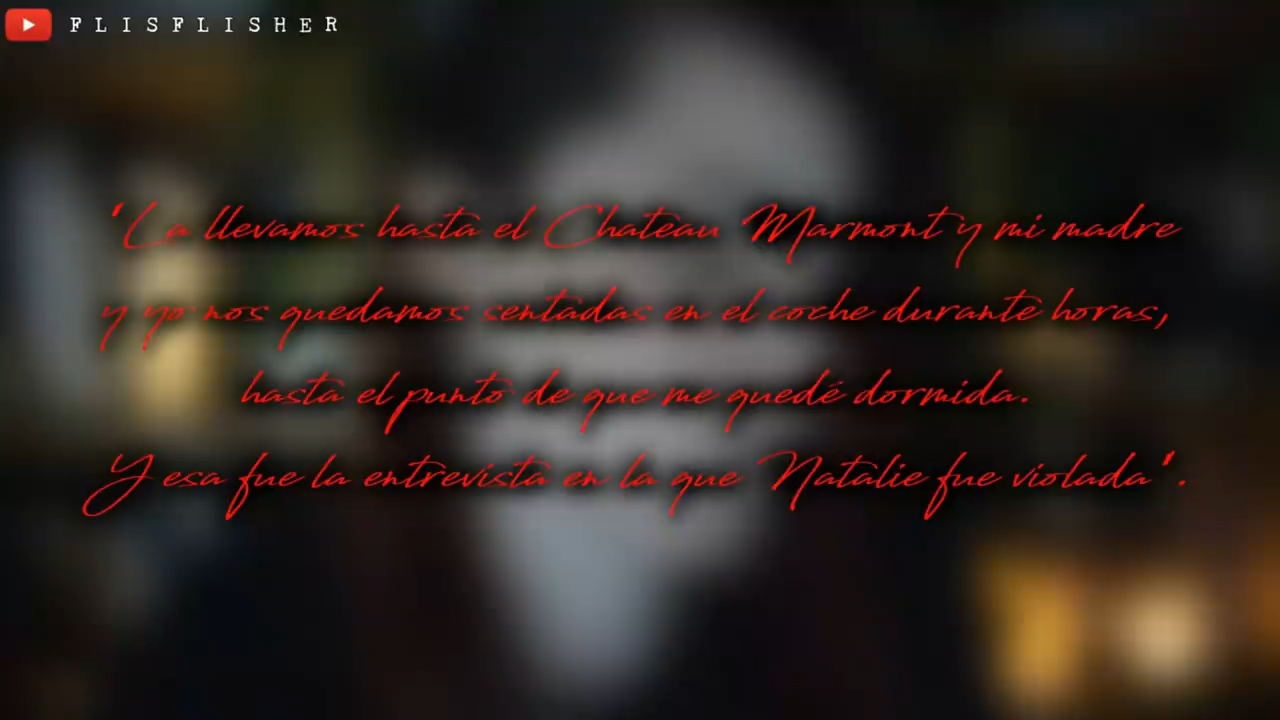 FLISFLISHER
"La llevamos hasta el Chateau Marmont y mi madre
y yo nos quedamos sentadas en el coche durante horas,
hasta el punto de que me quedé dormida.
Y esa fue la entrevista en la que Natalie fue violada".